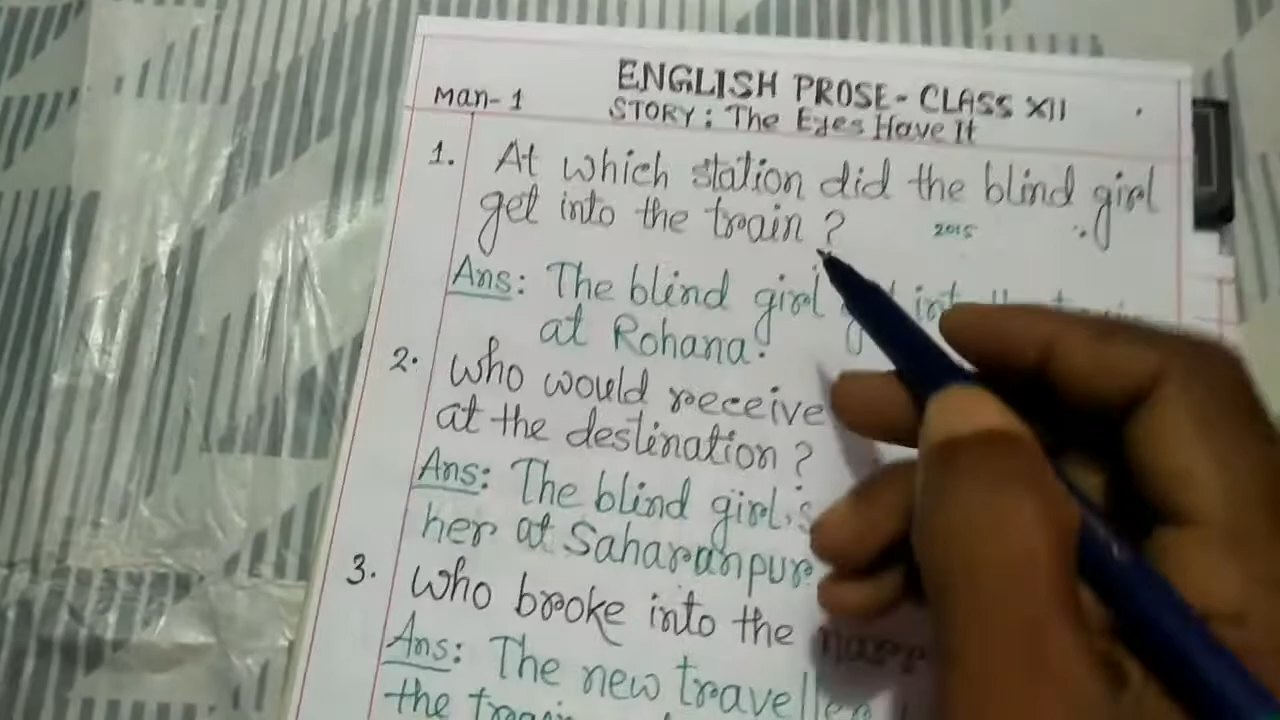 ENGLISH PROSE - CLASS XII
Man-1
STORY: The Eyes Have It
1. At which station did the blind girl
get into the train?
2015
Ans: The blind girl
at Rohana.
2. Who would receive
at the destination?
Ans: The blind girl's
her at Saharanpur
3. Who broke into the
Ans: The new traveller
the train